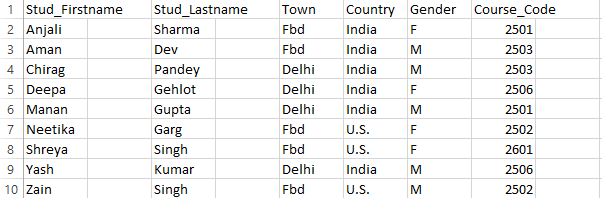 1 Stud_Firstname Stud_Lastname Town Country Gender Course_Code
2 Anjali Sharma Fbd India F 2501
3 Aman Dev Fbd India M 2503
4 Chirag Pandey Delhi India M 2503
5 Deepa Gehlot Delhi India F 2506
6 Manan Gupta Delhi India M 2501
7 Neetika Garg Fbd U.S. F 2502
8 Shreya Singh Fbd U.S. F 2601
9 Yash Kumar Delhi India M 2506
10 Zain Singh Fbd U.S. M 2502